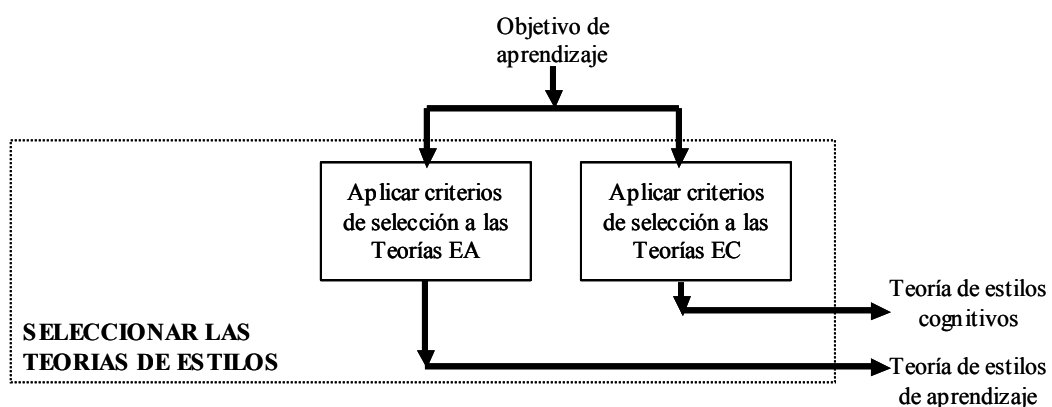 Objetivo de
aprendizaje
Aplicar criterios
de selección a las
Teorías EA
Aplicar criterios
de selección a las
Teorías EC
Teoría de estilos
cognitivos
SELECCIONAR LAS
TEORIAS DE ESTILOS
Teoría de estilos
de aprendizaje